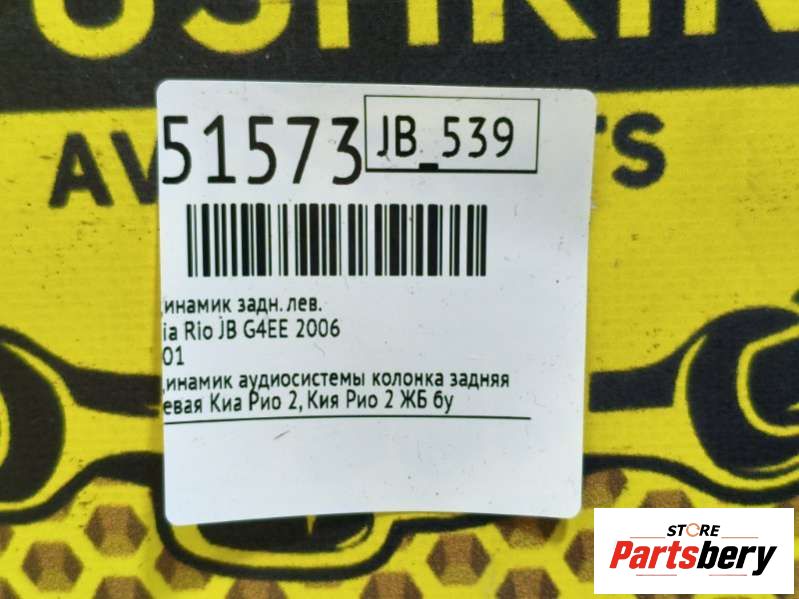 51573
JB_539
инамик задн. лев.
ia Rio JB G4EE 2006
01
инамик аудиосистемы колонка задняя
евая Киа Рио 2, Кия Рио 2 ЖБ бу
STORE
Partsbery